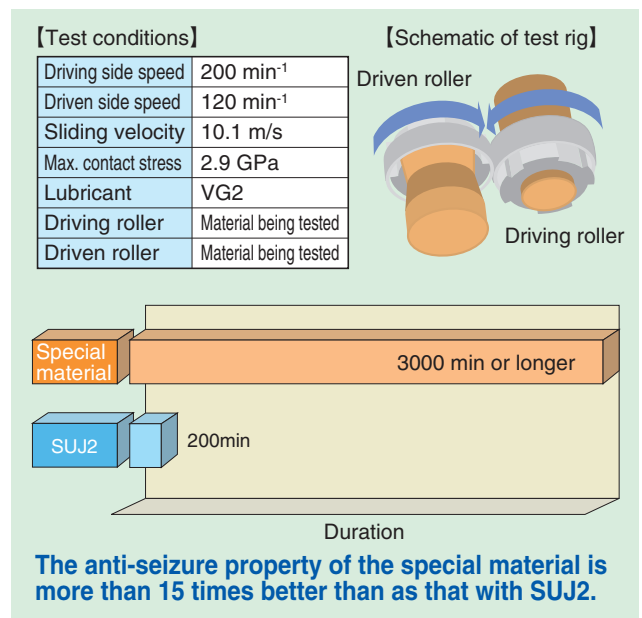 【Test conditions】
Driving side speed 200 min-1
Driven side speed 120 min-1
Sliding velocity 10.1 m/s
Max. contact stress 2.9 GPa
Lubricant VG2
Driving roller Material being tested
Driven roller Material being tested
【Schematic of test rig】
Driven roller
Driving roller
Special
material
3000 min or longer
SUJ2
200min
Duration
The anti-seizure property of the special material is
more than 15 times better than as that with SUJ2.